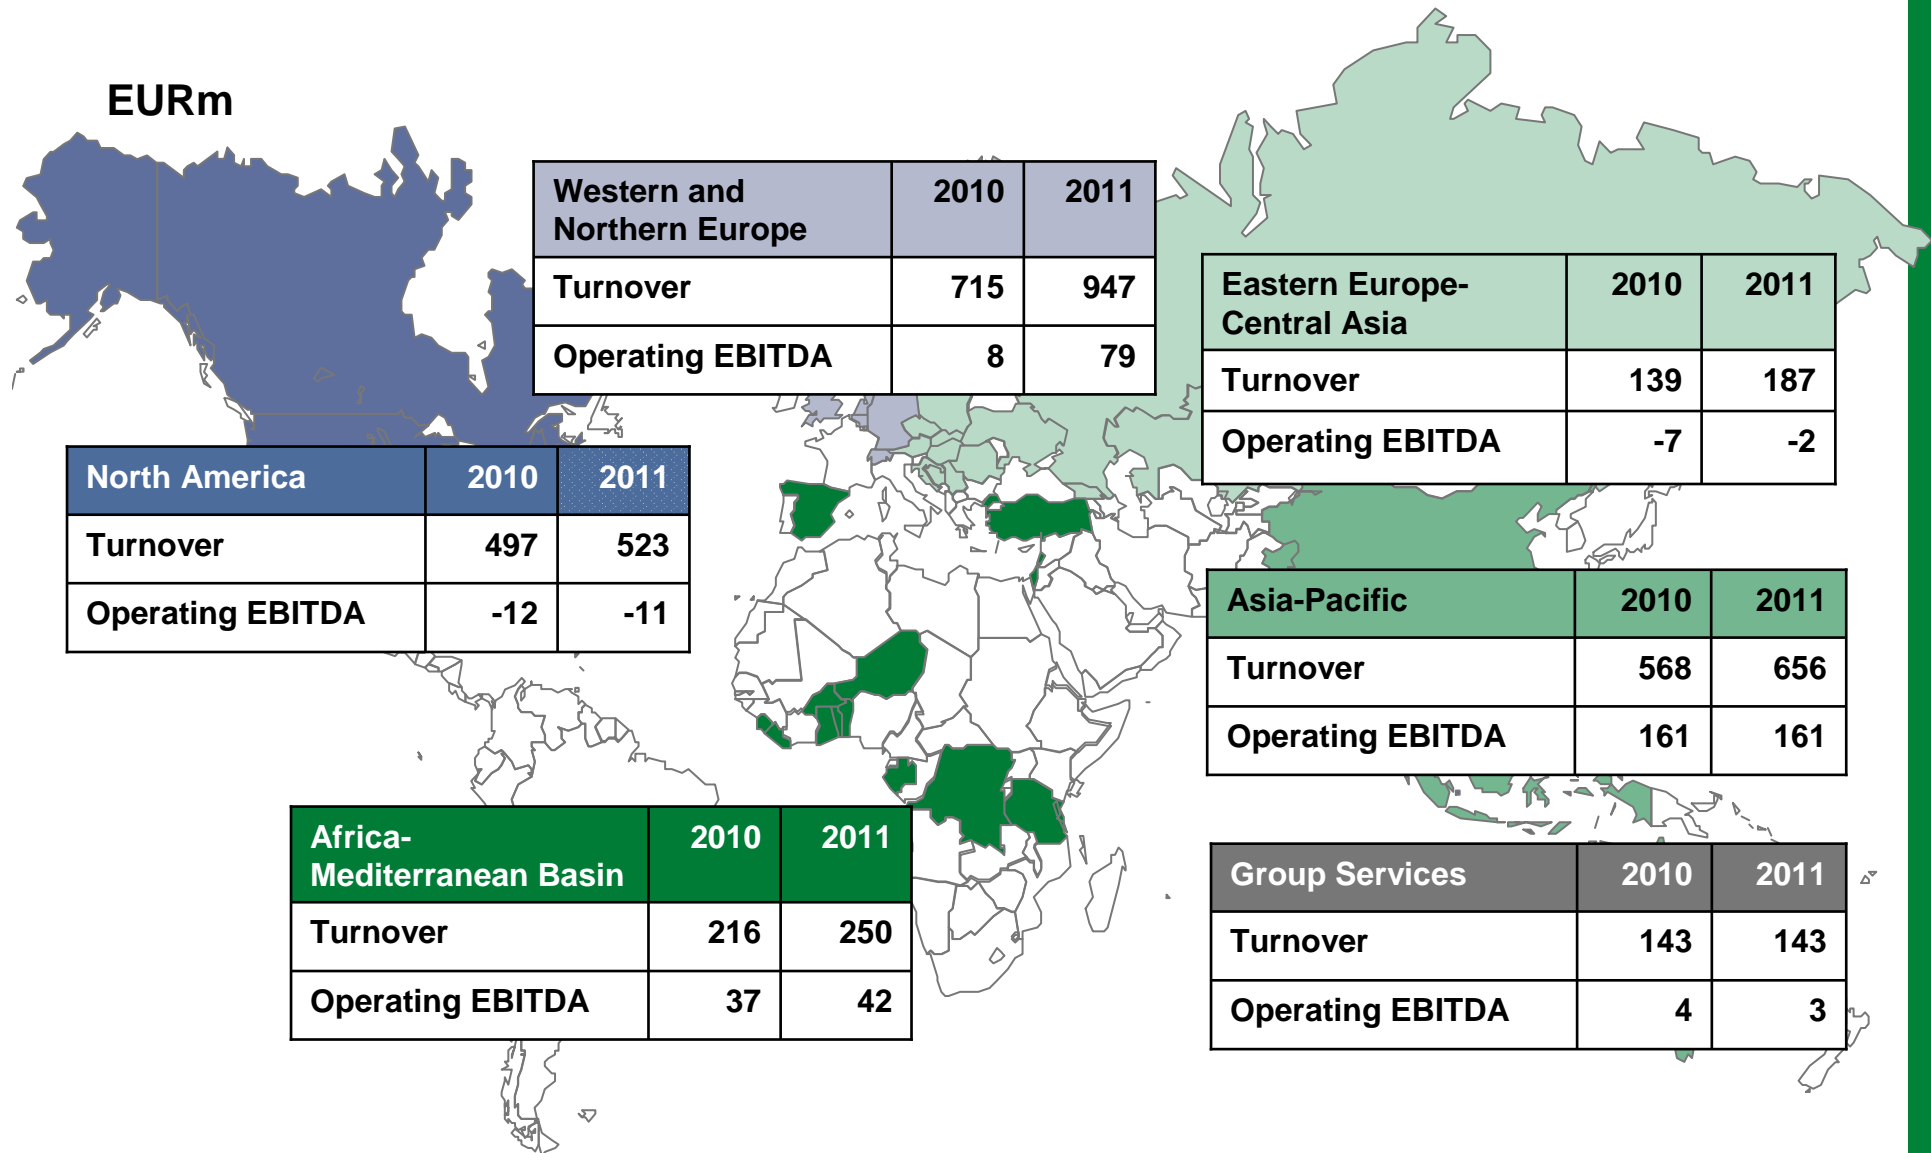 EURm
Western and 2010 2011
Northern Europe
Turnover 715 947
Operating EBITDA 8 79
Eastern Europe- 2010 2011
Central Asia
Turnover 139 187
Operating EBITDA -7 -2
North America 2010 2011
Turnover 497 523
Operating EBITDA -12 -11
Asia-Pacific 2010 2011
Turnover 568 656
Operating EBITDA 161 161
Africa- 2010 2011
Mediterranean Basin
Turnover 216 250
Operating EBITDA 37 42
Group Services 2010 2011
Turnover 143 143
Operating EBITDA 4 3